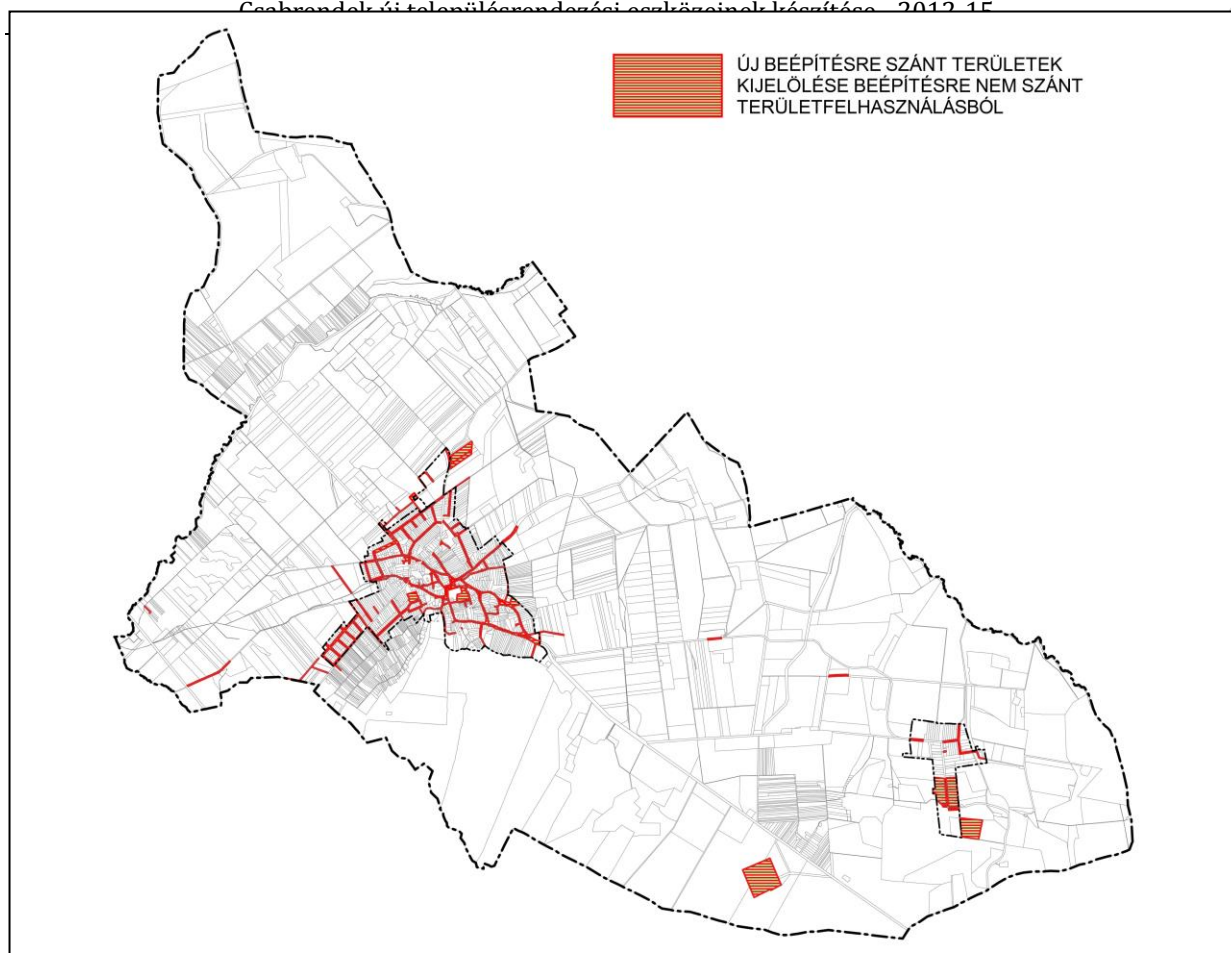 Csabrendek új településrendezési eszközeinek készítése - 2012-15
ÚJ BEÉPÍTÉSRE SZÁNT TERÜLETEK
KIJELÖLÉSE BEÉPÍTÉSRE NEM SZÁNT
TERÜLETFELHASZNÁLÁSBÓL